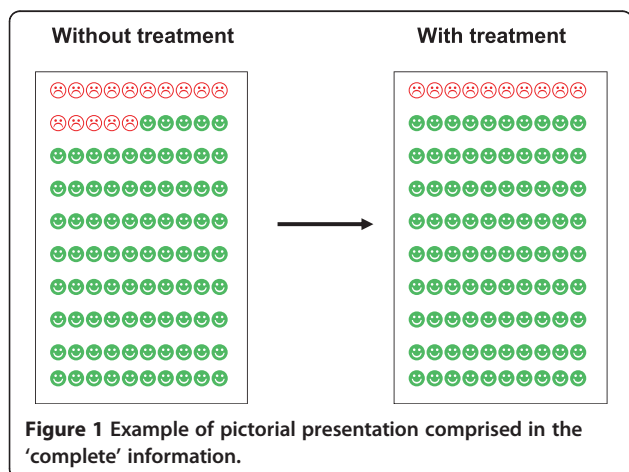 Without treatment
With treatment
Figure 1 Example of pictorial presentation comprised in the
‘complete’ information.